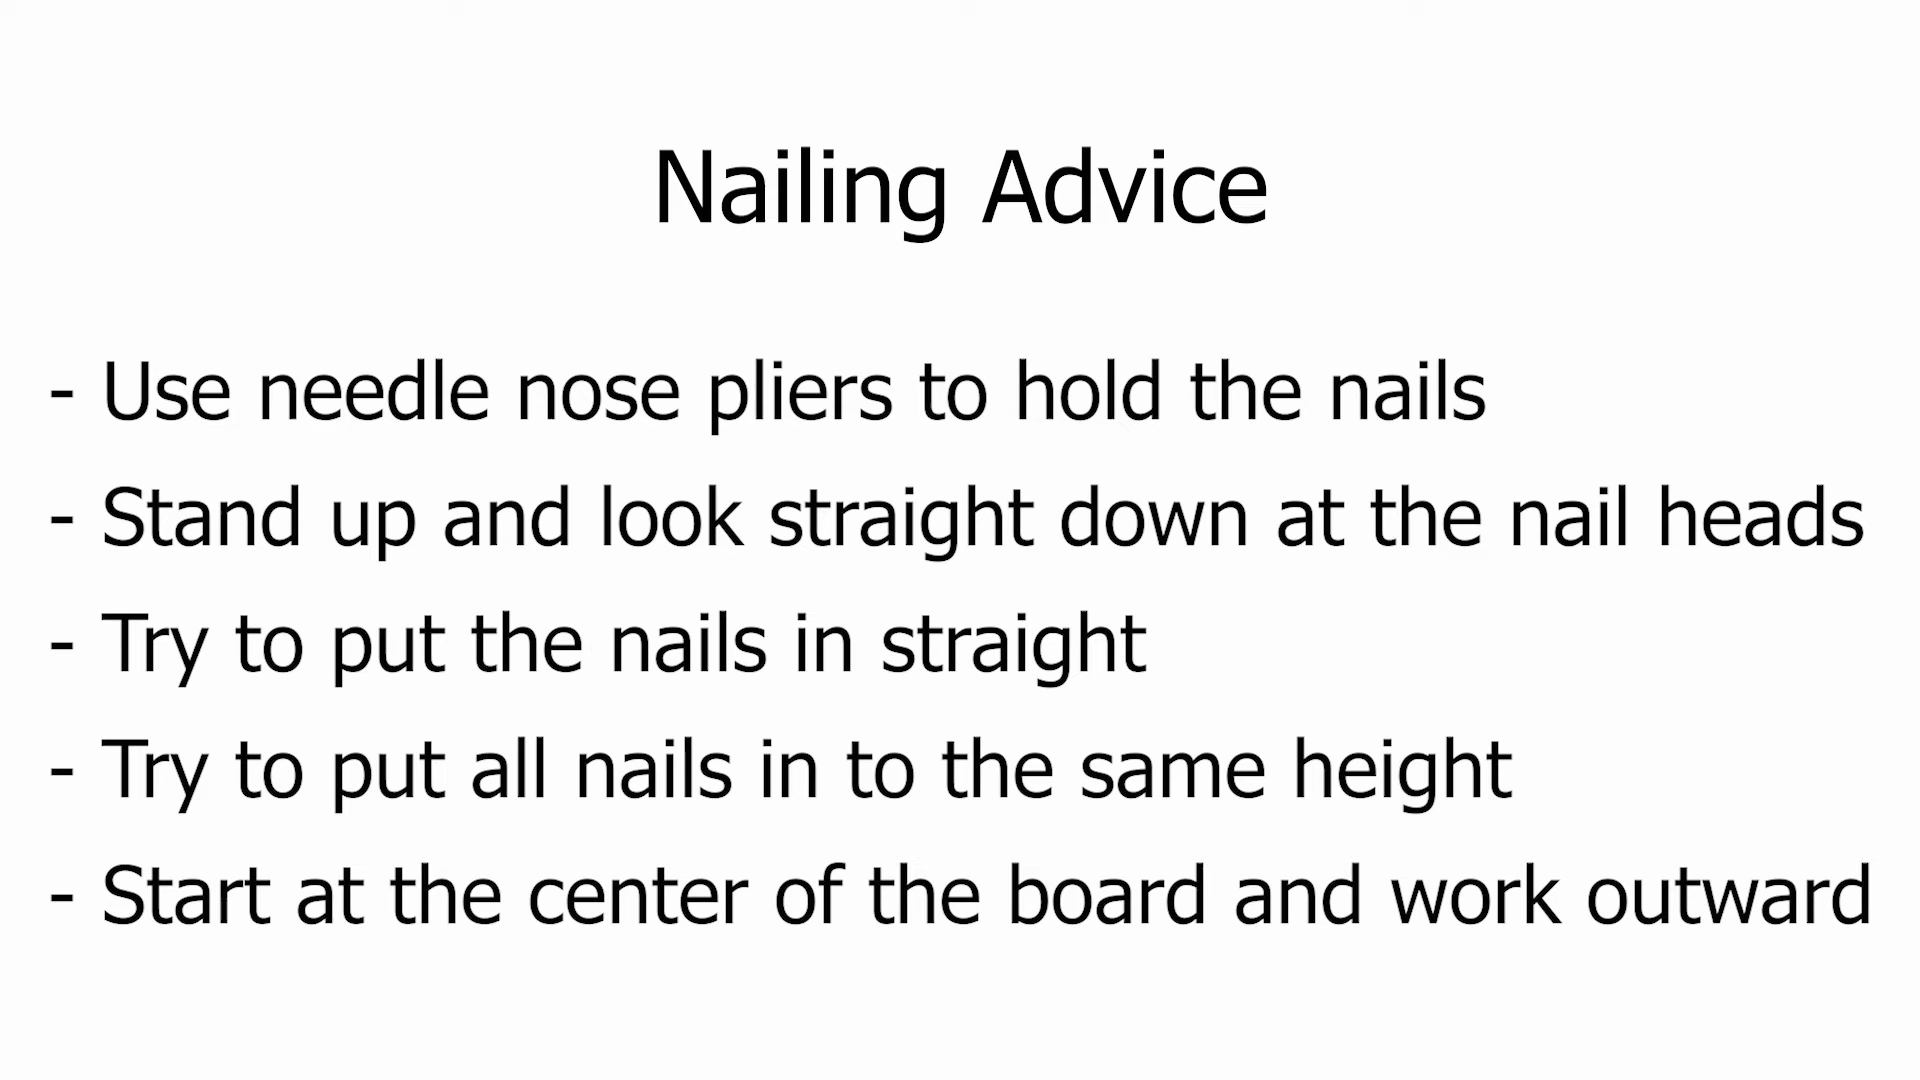 Nailing Advice
- Use needle nose pliers to hold the nails
- Stand up and look straight down at the nail heads
- Try to put the nails in straight
- Try to put all nails in to the same height
- Start at the center of the board and work outward